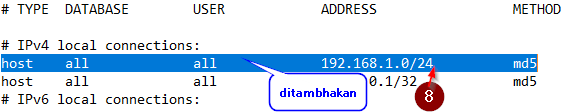 # TYPE DATABASE USER ADDRESS METHOD
# IPv4 local connections:
host all all 192.168.1.0/24 md5
host all all 0.1/32 md5
# IPv6 local connections:
ditambhakan
8